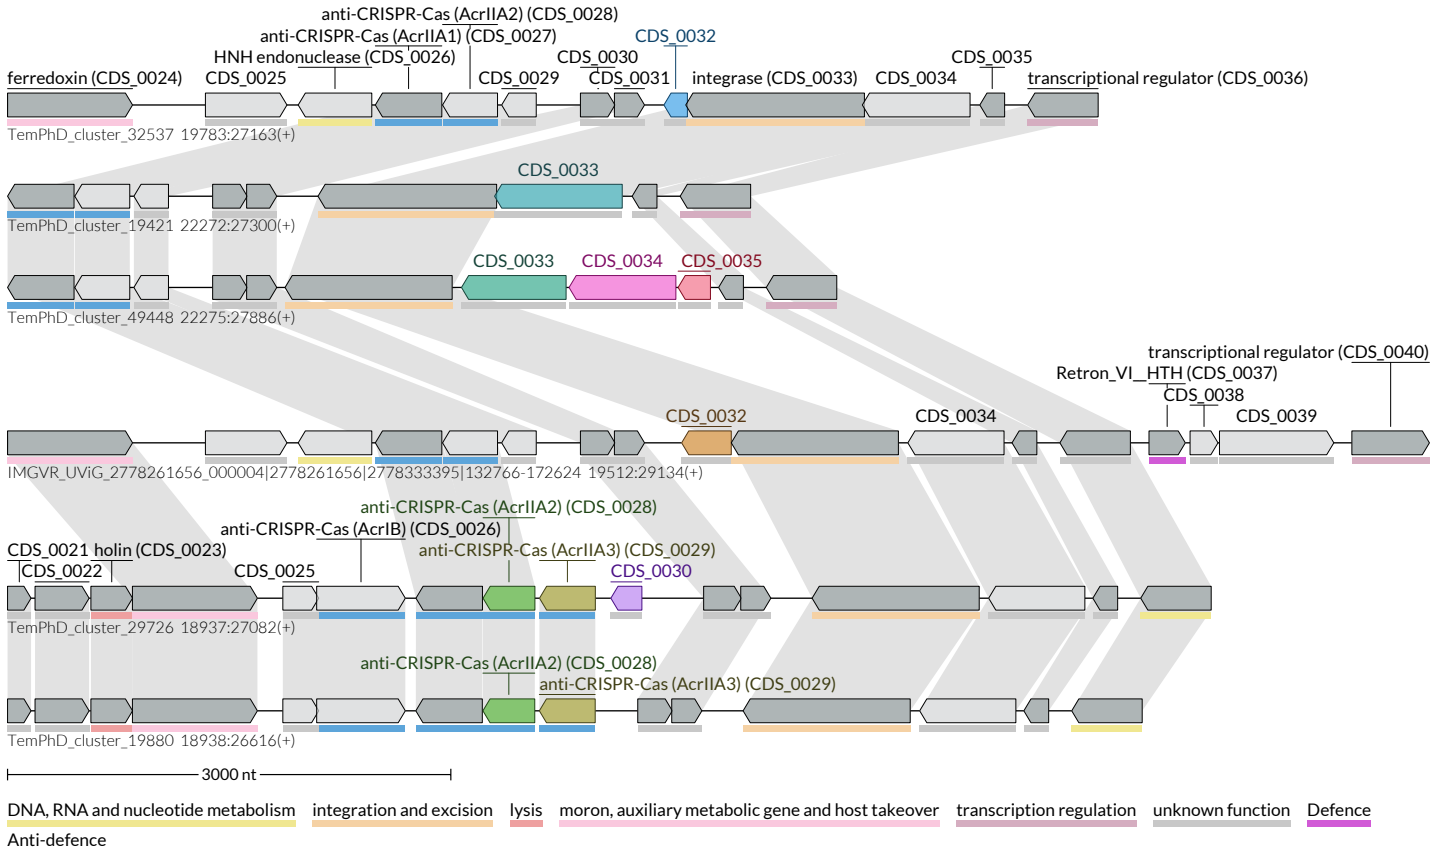 anti-CRISPR-Cas (AcrIIA2) (CDS_0028)
anti-CRISPR-Cas (AcrIIA1) (CDS_0027) CDS_0032
HNH endonuclease (CDS_0026) CDS_0030 CDS_0035
ferredoxin (CDS_0024) CDS_0025 CDS_0029 CDS_0031 integrase (CDS_0033) CDS_0034 transcriptional regulator (CDS_0036)
TemPhD_cluster_32537 19783:27163(+)
CDS_0033
TemPhD_cluster_19421 22272:27300(+)
CDS_0033 CDS_0034 CDS_0035
TemPhD_cluster_49448 22275:27886(+)
transcriptional regulator (CDS_0040)
Retron_VI__HTH (CDS_0037)
CDS_0038
CDS_0032 CDS_0034 CDS_0039
IMGVR_UViG_2778261656_000004|2778261656|2778333395|132766-172624 19512:29134(+)
anti-CRISPR-Cas (AcrIIA2) (CDS_0028)
anti-CRISPR-Cas (AcrIB) (CDS_0026)
CDS_0021 holin (CDS_0023) anti-CRISPR-Cas (AcrIIA3) (CDS_0029)
CDS_0022 CDS_0025 CDS_0030
TemPhD_cluster_29726 18937:27082(+)
anti-CRISPR-Cas (AcrIIA2) (CDS_0028)
anti-CRISPR-Cas (AcrIIA3) (CDS_0029)
TemPhD_cluster_19880 18938:26616(+)
3000 nt
DNA, RNA and nucleotide metabolism integration and excision lysis moron, auxiliary metabolic gene and host takeover transcription regulation unknown function Defence
Anti-defence